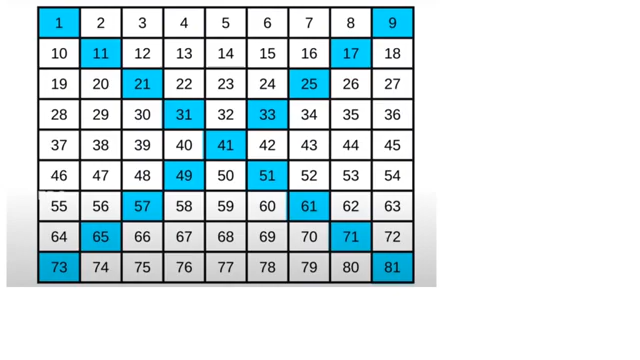 1 2 3 4 5 6 7 8 9
10 11 12 13 14 15 16 17 18
19 20 21 22 23 24 25 26 27
28 29 30 31 32 33 34 35 36
37 38 39 40 41 42 43 44 45
46 47 48 49 50 51 52 53 54
55 56 57 58 59 60 61 62 63
64 65 66 67 68 69 70 71 72
73 74 75 76 77 78 79 80 81